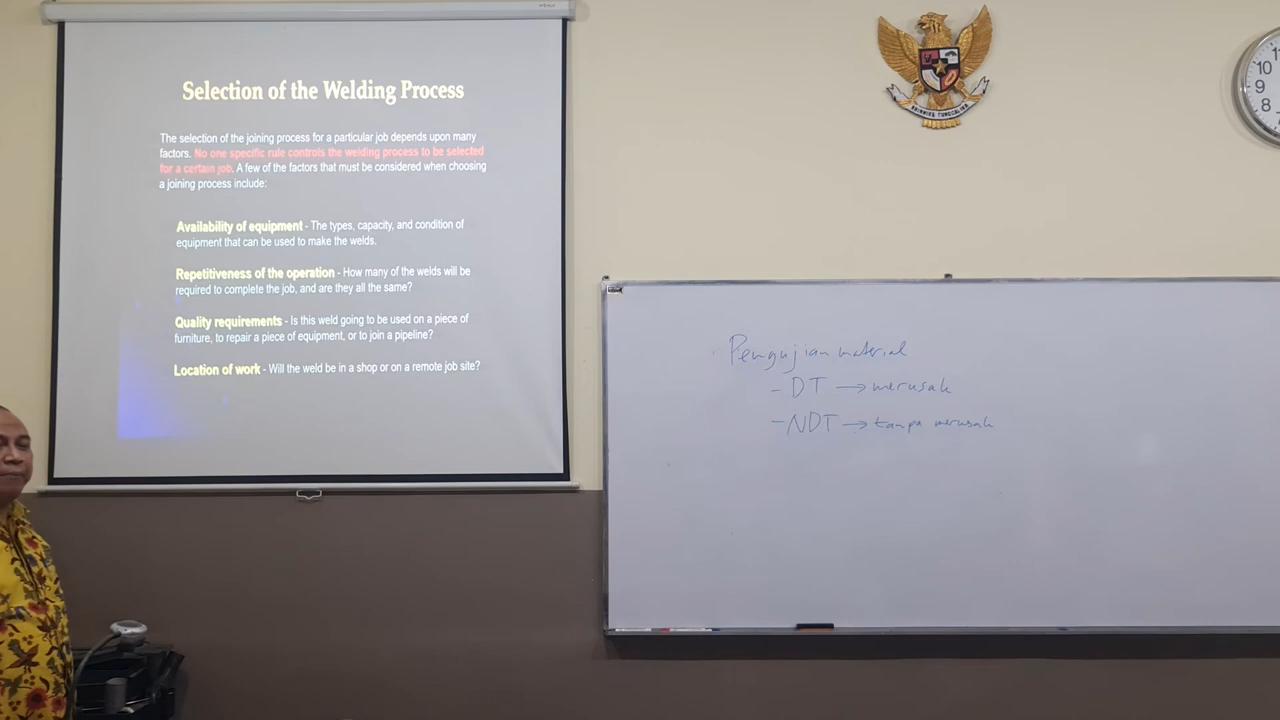 Selection of the Welding Process
The selection of the joining process for a particular job depends upon many
factors. No one specific rule controls the welding process to be selected
for a certain job. A few of the factors that must be considered when choosing
a joining process include:
Availability of equipment - The types, capacity, and condition of
equipment that can be used to make the welds.
Repetitiveness of the operation - How many of the welds will be
required to complete the job, and are they all the same?
Quality requirements - Is this weld going to be used on a piece of
furniture, to repair a piece of equipment, or to join a pipeline?
Location of work - Will the weld be in a shop or on a remote job site?
Pengujian material
- DT → merusak
- NDT → tanpa merusak
BHINNEKA TUNGGAL IKA
11
10
9
8